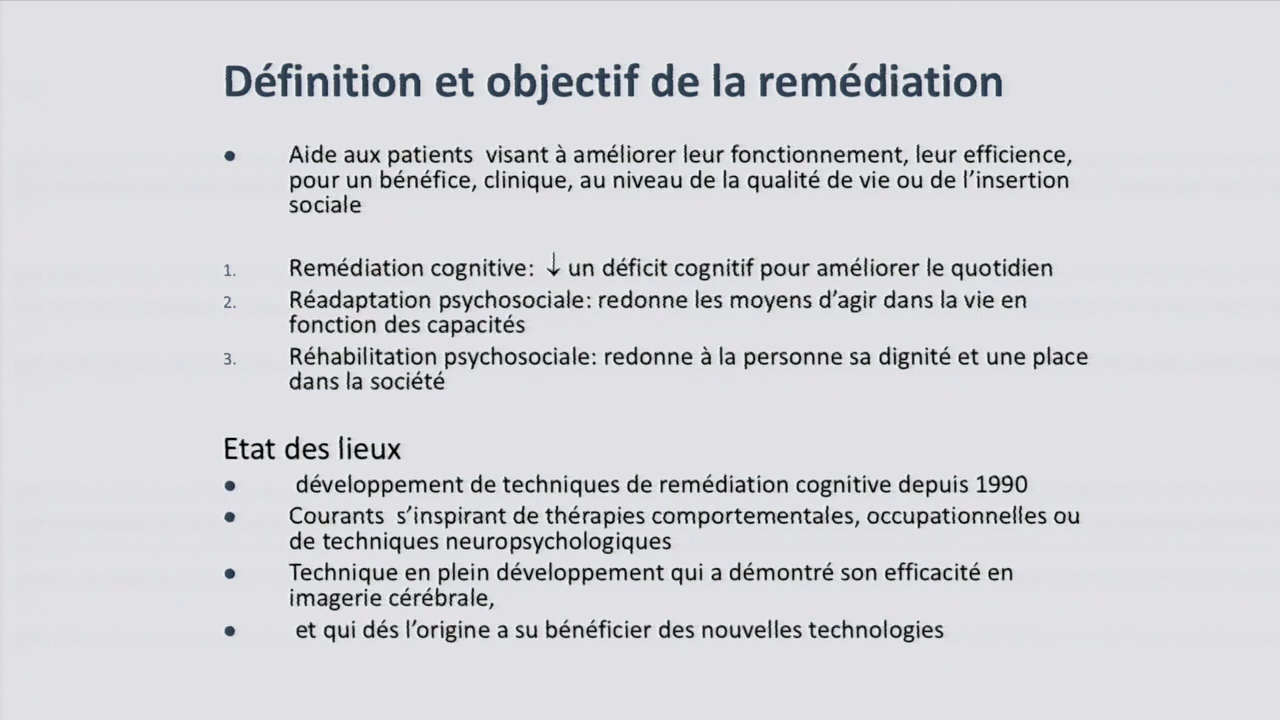 Définition et objectif de la remédiation
• Aide aux patients visant à améliorer leur fonctionnement, leur efficience,
pour un bénéfice, clinique, au niveau de la qualité de vie ou de l’insertion
sociale
1. Remédiation cognitive: ↓ un déficit cognitif pour améliorer le quotidien
2. Réadaptation psychosociale: redonne les moyens d’agir dans la vie en
fonction des capacités
3. Réhabilitation psychosociale: redonne à la personne sa dignité et une place
dans la société
Etat des lieux
• développement de techniques de remédiation cognitive depuis 1990
• Courants s’inspirant de thérapies comportementales, occupationnelles ou
de techniques neuropsychologiques
• Technique en plein développement qui a démontré son efficacité en
imagerie cérébrale,
• et qui dés l’origine a su bénéficier des nouvelles technologies